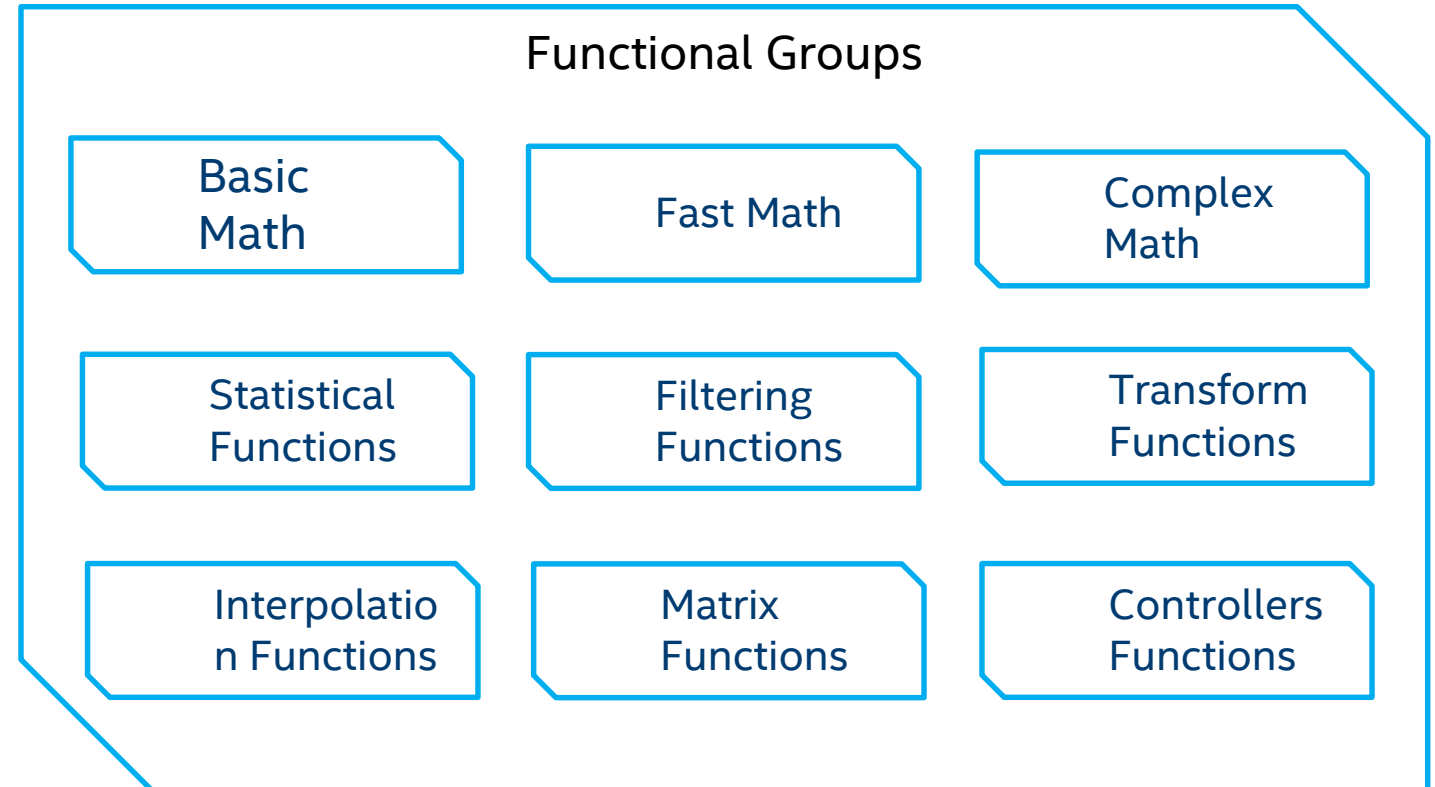 Functional Groups
Basic
Math
Fast Math
Complex
Math
Statistical
Functions
Filtering
Functions
Transform
Functions
Interpolatio
n Functions
Matrix
Functions
Controllers
Functions